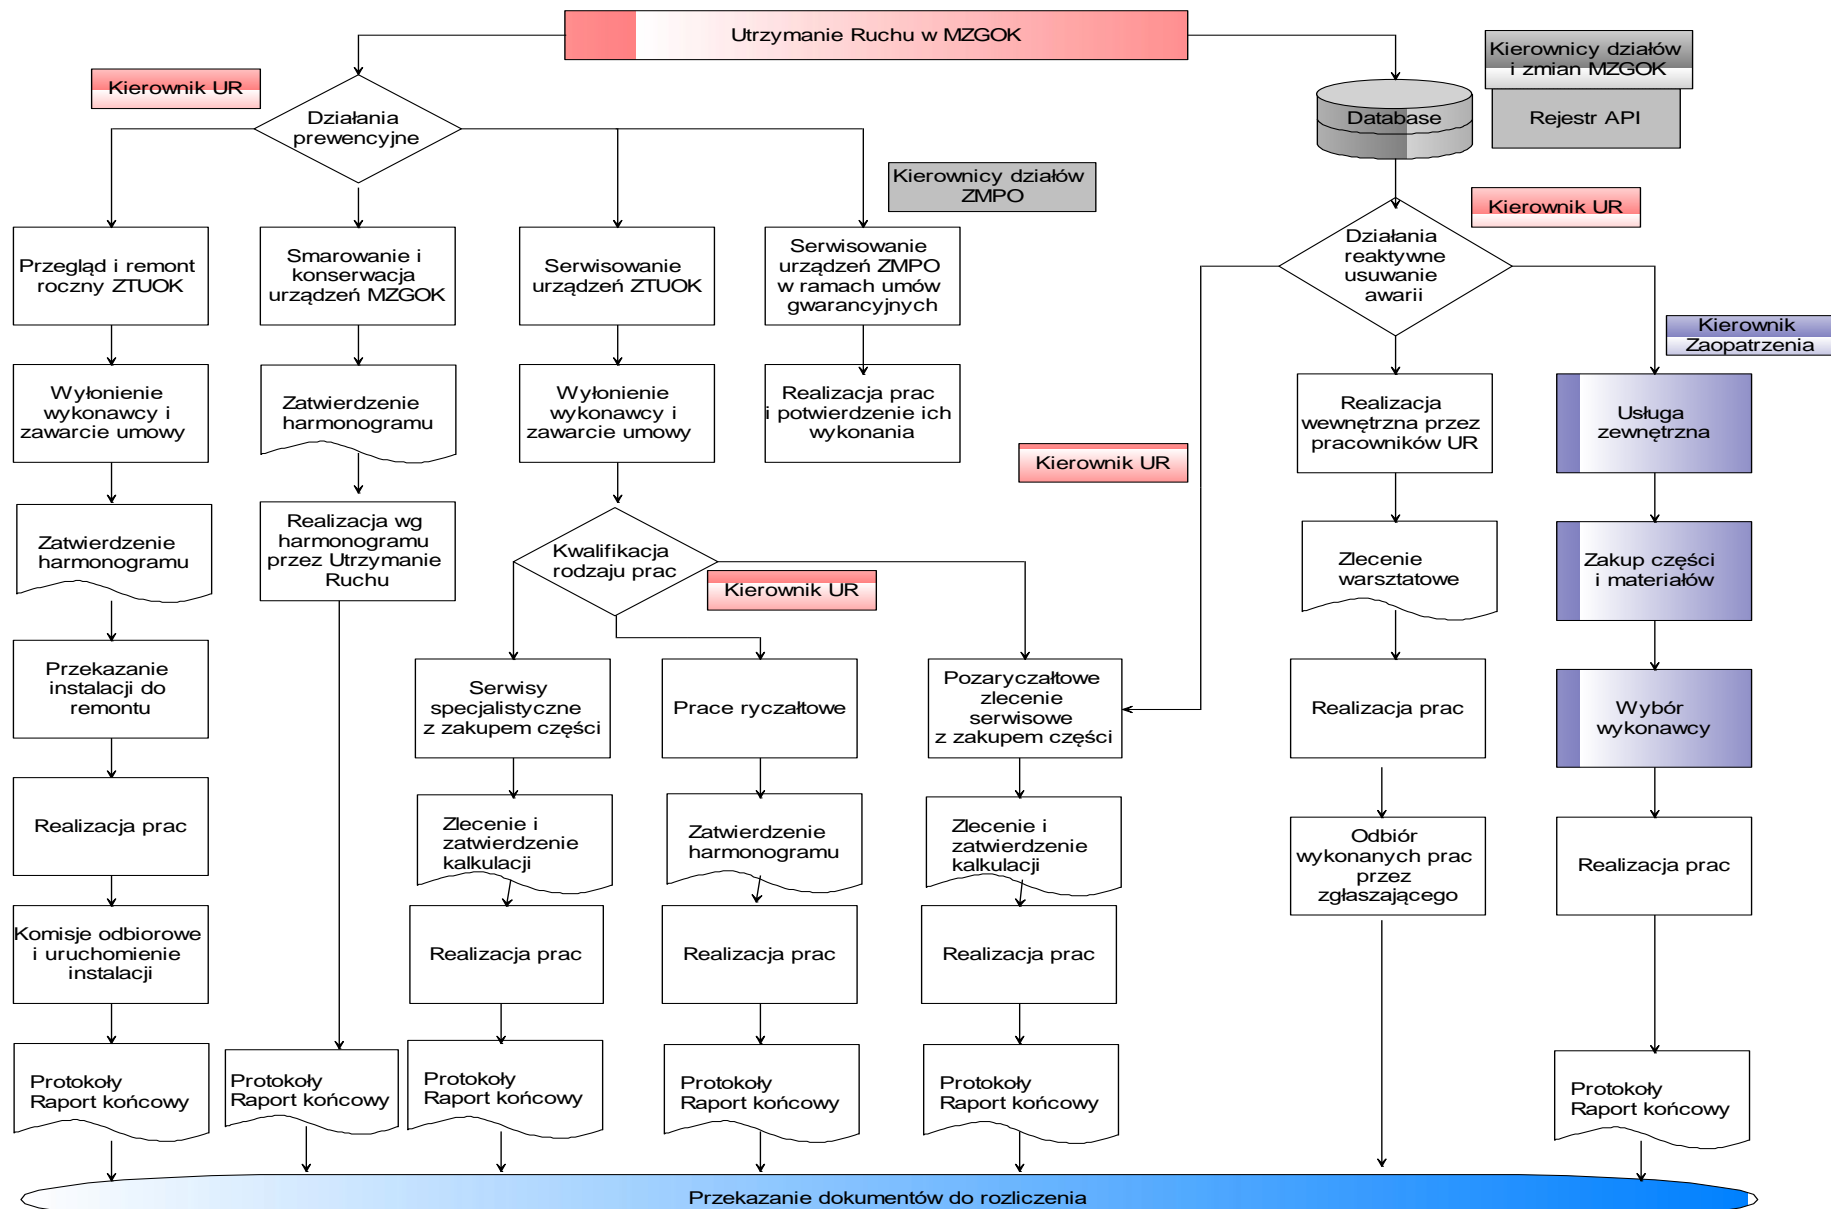 Utrzymanie Ruchu w MZGOK
Kierownicy działów
i zmian MZGOK
Kierownik UR
Działania
prewencyjne
Database
Rejestr API
Kierownicy działów
ZMPO
Kierownik UR
Przegląd i remont
roczny ZTUOK
Smarowanie i
konserwacja
urządzeń MZGOK
Serwisowanie
urządzeń ZTUOK
Serwisowanie
urządzeń ZMPO
w ramach umów
gwarancyjnych
Działania
reaktywne
usuwanie
awarii
Kierownik
Zaopatrzenia
Wyłonienie
wykonawcy i
zawarcie umowy
Zatwierdzenie
harmonogramu
Wyłonienie
wykonawcy i
zawarcie umowy
Realizacja prac
i potwierdzenie ich
wykonania
Realizacja
wewnętrzna przez
pracowników UR
Usługa
zewnętrzna
Kierownik UR
Zatwierdzenie
harmonogramu
Realizacja wg
harmonogramu
przez Utrzymanie
Ruchu
Kwalifikacja
rodzaju prac
Kierownik UR
Zlecenie
warsztatowe
Zakup części
i materiałów
Przekazanie
instalacji do
remontu
Serwisy
specjalistyczne
z zakupem części
Prace ryczałtowe
Pozaryczałtowe
zlecenie
serwisowe
z zakupem części
Realizacja prac
Wybór
wykonawcy
Realizacja prac
Zlecenie i
zatwierdzenie
kalkulacji
Zatwierdzenie
harmonogramu
Zlecenie i
zatwierdzenie
kalkulacji
Odbiór
wykonanych prac
przez
zgłaszającego
Realizacja prac
Komisje odbiorowe
i uruchomienie
instalacji
Realizacja prac
Realizacja prac
Realizacja prac
Protokoły
Raport końcowy
Protokoły
Raport końcowy
Protokoły
Raport końcowy
Protokoły
Raport końcowy
Protokoły
Raport końcowy
Protokoły
Raport końcowy
Przekazanie dokumentów do rozliczenia